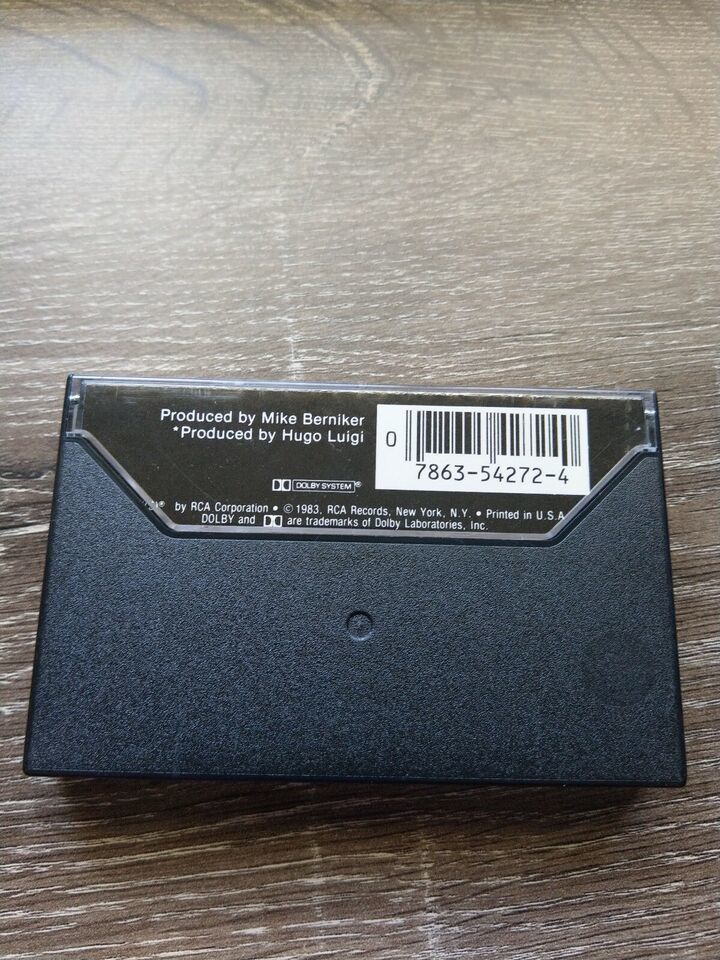 Produced by Mike Berniker
*Produced by Hugo Luigi
0
7863-54272-4
DOLBY SYSTEM®
by RCA Corporation • © 1983, RCA Records, New York, N.Y. • Printed in U.S.A
DOLBY and are trademarks of Dolby Laboratories, Inc.